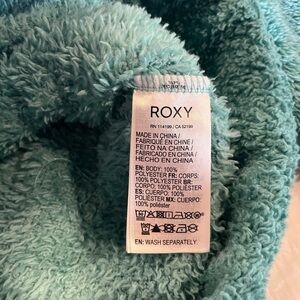 ROXY
RN 114199 / CA 52199
MADE IN CHINA /
FABRIQUÉ EN CHINE /
FEITO NA CHINA /
FABRICADO EN CHINA /
HECHO EN CHINA
EN: BODY: 100%
POLYESTER FR: CORPS:
100% POLYESTER BR:
CORPO: 100% POLIÉSTER
ES: CUERPO: 100%
POLIÉSTER MX: CUERPO:
100% poliéster
EN: WASH SEPARATELY.